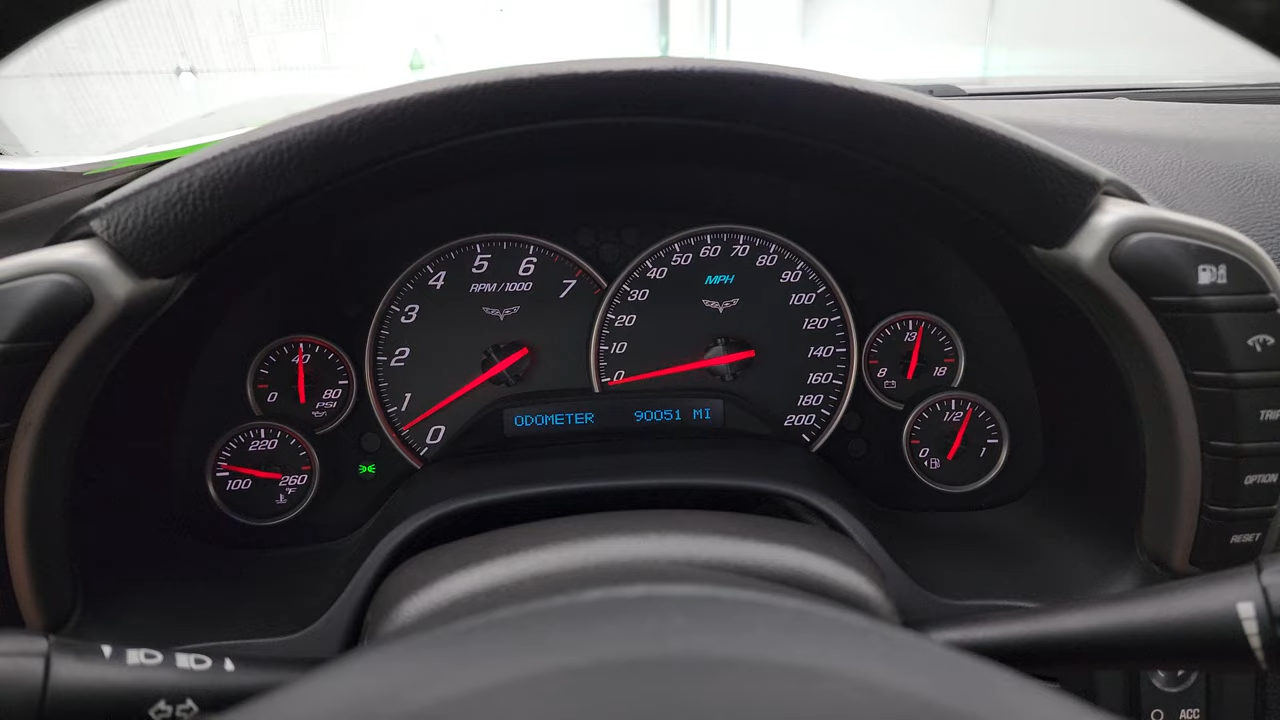 0 1 2 3 4 5 6 7
RPM/1000
0 10 20 30 40 50 60 70 80 90 100 120 140 160 180 200
MPH
ODOMETER 90051 MI
0 40 80
PSI
100 220 260
°F
8 13 18
0 1/2 1
TRI
OPTION
RESET
ACC